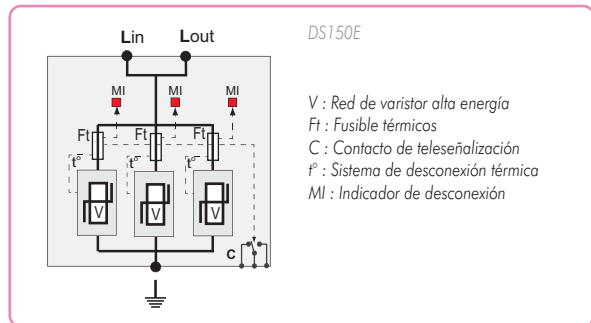 Lin Lout
DS150E
MI MI MI
Ft Ft Ft
t° t° t°
V V V
C
V : Red de varistor alta energía
Ft : Fusible térmicos
C : Contacto de teleseñalización
t° : Sistema de desconexión térmica
MI : Indicador de desconexión